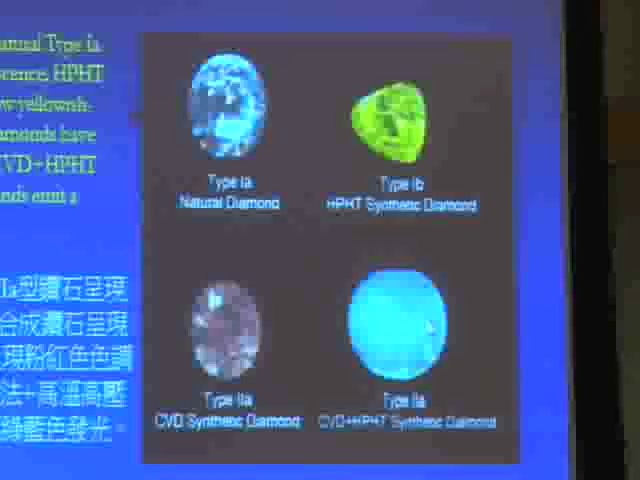 Type Ia
scence, HPHT
w yellowish-
amonds have
CVD+HPHT
nds emit a
Ia型鑽石呈現
合成鑽石呈現
現粉紅色色調
法+高溫高壓
綠藍色發光。
Type Ia
Natural Diamond
Type Ib
HPHT Synthetic Diamond
Type IIa
CVD Synthetic Diamond
Type IIa
CVD+HPHT Synthetic Diamond